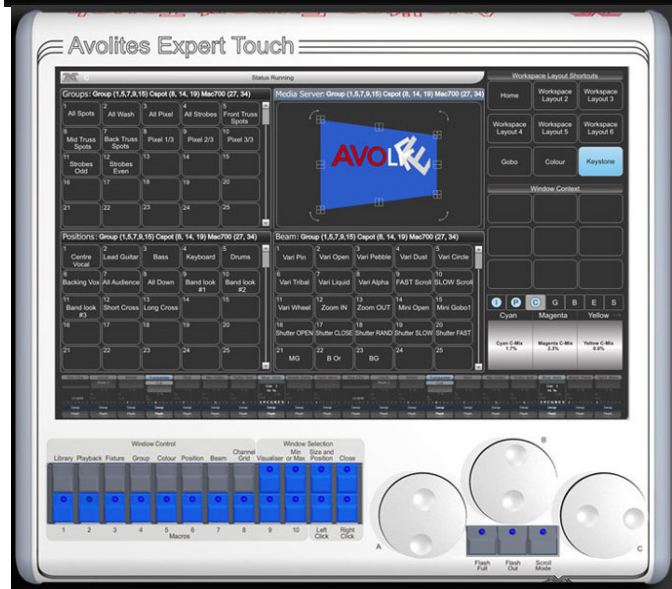 Avolites Expert Touch
Status
Running
Groups: Group (1,5,7,9,15) Capot (8, 14, 19) Mac700 (27, 34)
1 All Spots
2 All Wash
3 All Pixel
4 All Strobes
5 Front Truss Spots
6 Mid Truss Spots
7 Back Truss Spots
8 Pixel 1/3
9 Pixel 2/3
10 Pixel 3/3
11 Strobes Odd
12 Strobes Even
13
14
15
16
17
18
19
20
21
22
23
24
25
Media Server: Group (1,5,7,9,15) Capot (8, 14, 19) Mac700 (27, 34)
AVOLITE
Workspace Layout Shortcuts
Home
Workspace Layout 2
Workspace Layout 3
Workspace Layout 4
Workspace Layout 5
Workspace Layout 6
Gobo
Colour
Keystone
Window Context
Positions: Group (1,5,7,9,15) Capot (8, 14, 19) Mac700 (27, 34)
1 Centre Vocal
2 Lead Guitar
3 Bass
4 Keyboard
5 Drums
6 Backing Vox
7 All Audience
8 All Down
9 Band look #1
10 Band look #2
11 Band look #3
12 Short Cross
13 Long Cross
14
15
16
17
18
19
20
21
22
23
24
25
Beam: Group (1,5,7,9,15) Capot (8, 14, 19) Mac700 (27, 34)
1 Vari Pin
2 Vari Open
3 Vari Pebble
4 Vari Dust
5 Vari Circle
6 Vari Tribal
7 Vari Liquid
8 Vari Alpha
9 FAST Scroll
10 SLOW Scroll
11 Vari Wheel
12 Zoom IN
13 Zoom OUT
14 Mini Open
15 Mini Gobo1
16 Shutter OPEN
17 Shutter CLOSE
18 Shutter RAND
19 Shutter SLOW
20 Shutter FAST
21 MG
22 B Or
23 BG
24
25
I P C G B E S
Cyan
Magenta
Yellow
Cyan C-Mix
1.7%
Magenta C-Mix
2.3%
Yellow C-Mix
0.0%
Window Control
Window Selection
Library
Playback
Fixture
Group
Colour
Position
Beam
Channel Grid
Visualiser
Min or Max
Size and Position
Close
1 2 3 4 5 6 7 8 9 10
Macros
Left Click
Right Click
A
B
C
Flash Full
Flash Out
Scroll Mode